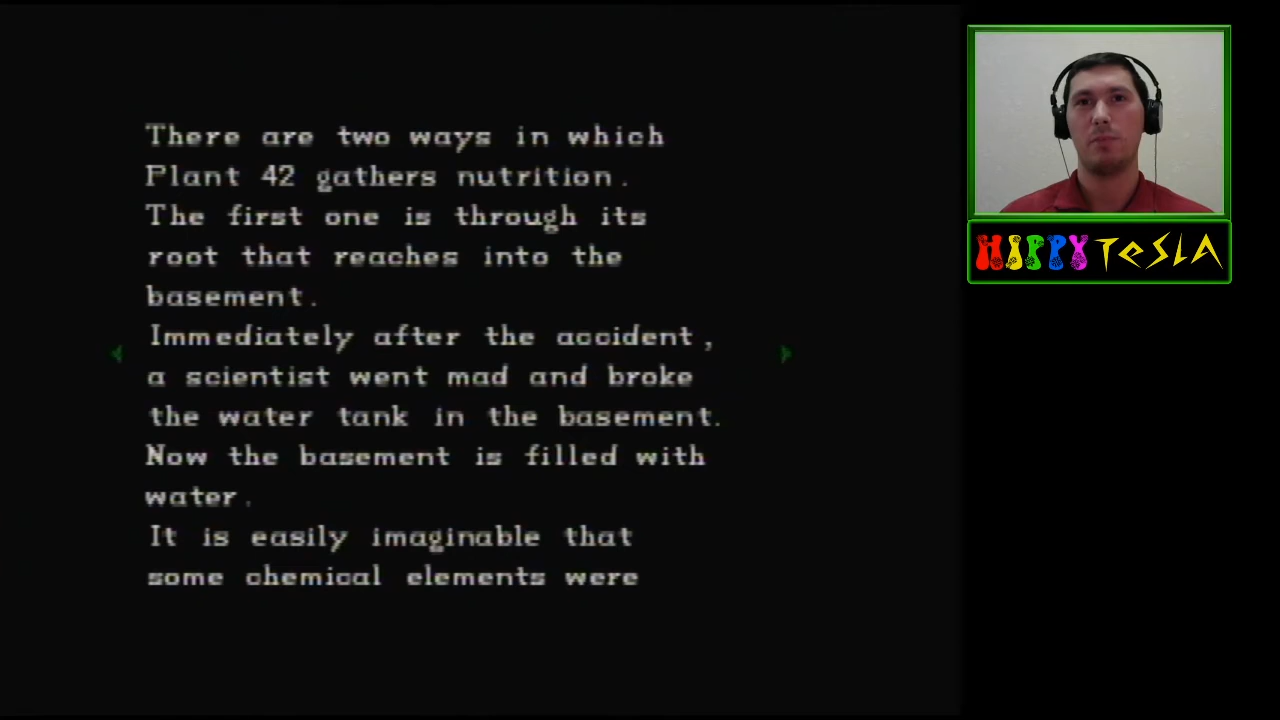 There are two ways in which
Plant 42 gathers nutrition.
The first one is through its
root that reaches into the
basement.
Immediately after the accident,
a scientist went mad and broke
the water tank in the basement.
Now the basement is filled with
water.
It is easily imaginable that
some chemical elements were
HIPPY TeSLA